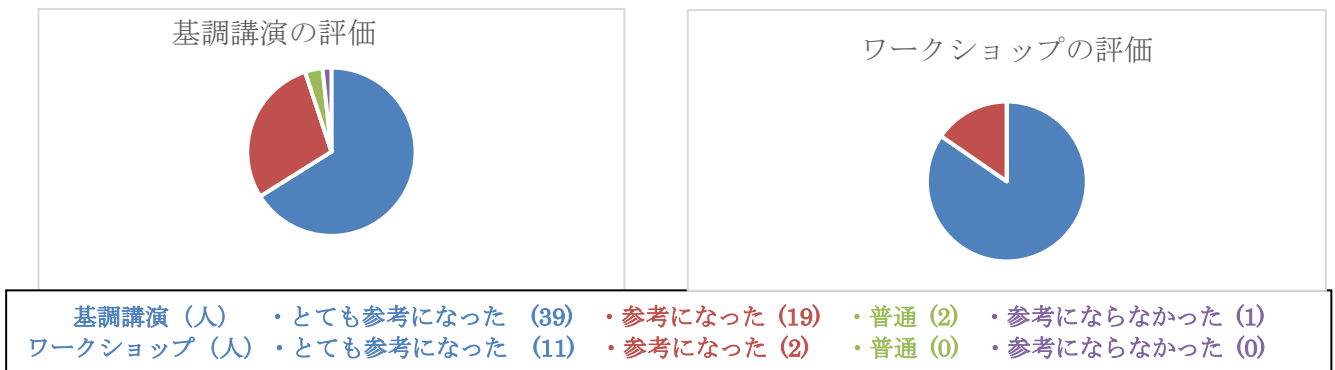 基調講演の評価
ワークショップの評価
基調講演（人） ・とても参考になった (39) ・参考になった (19) ・普通 (2) ・参考にならなかった (1)
ワークショップ（人）・とても参考になった (11) ・参考になった (2) ・普通 (0) ・参考にならなかった (0)